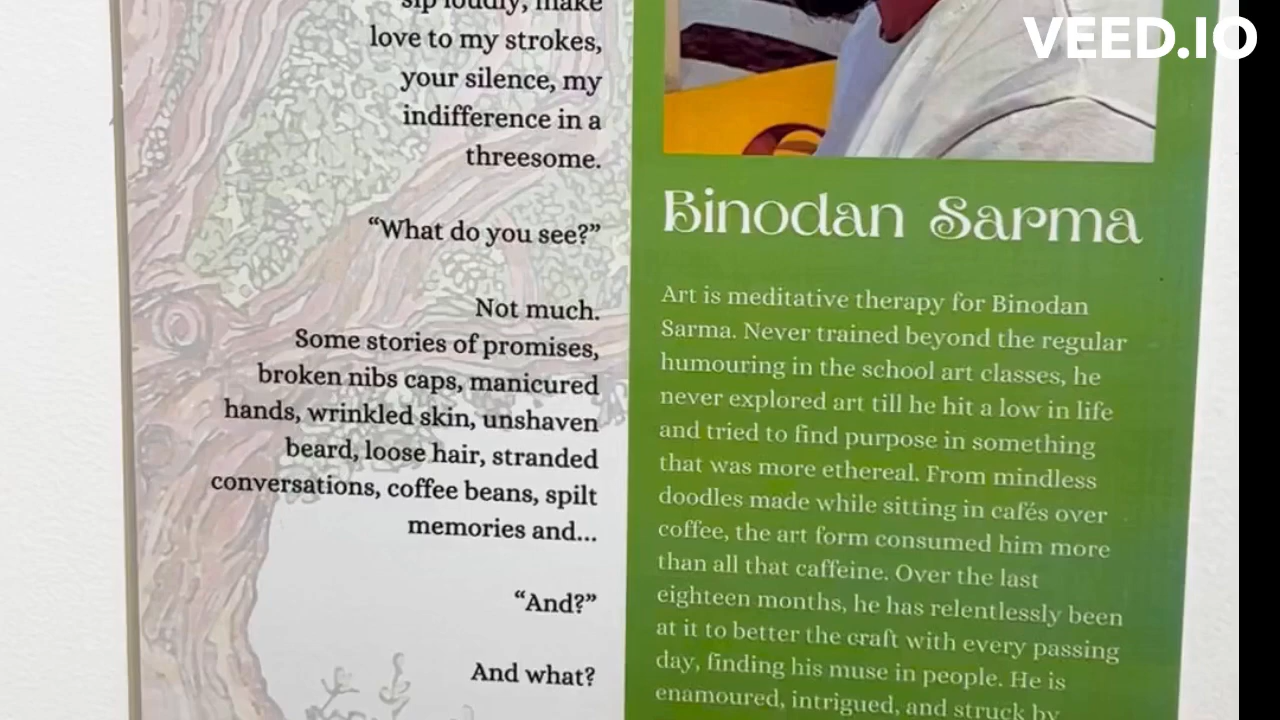 sip loudly, make
love to my strokes,
your silence, my
indifference in a
threesome.
“What do you see?”
Not much.
Some stories of promises,
broken nibs caps, manicured
hands, wrinkled skin, unshaven
beard, loose hair, stranded
conversations, coffee beans, spilt
memories and...
“And?”
And what?
VEED.IO
Binodan Sarma
Art is meditative therapy for Binodan
Sarma. Never trained beyond the regular
humouring in the school art classes, he
never explored art till he hit a low in life
and tried to find purpose in something
that was more ethereal. From mindless
doodles made while sitting in cafés over
coffee, the art form consumed him more
than all that caffeine. Over the last
eighteen months, he has relentlessly been
at it to better the craft with every passing
day, finding his muse in people. He is
enamoured, intrigued, and struck by